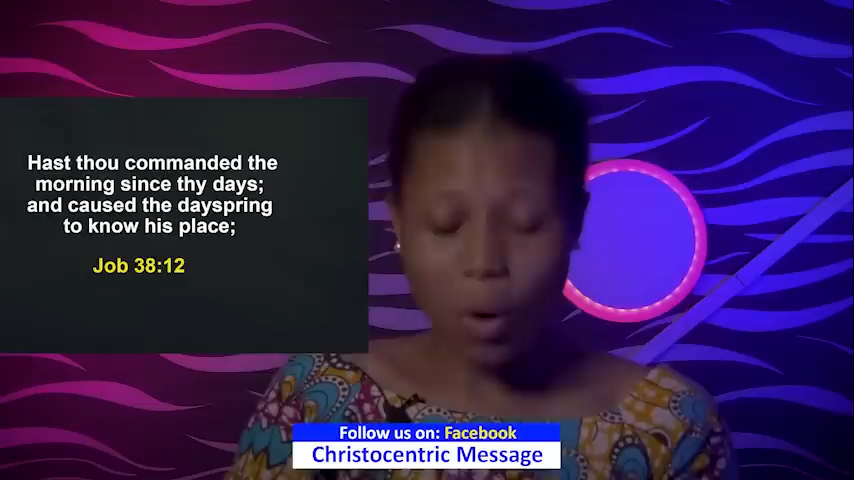 Hast thou commanded the
morning since thy days;
and caused the dayspring
to know his place;
Job 38:12
Follow us on: Facebook
Christocentric Message